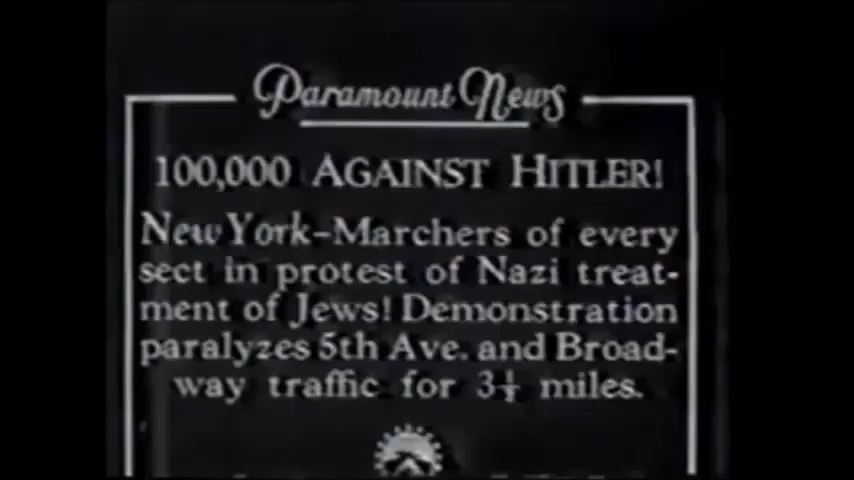 Paramount News
100,000 AGAINST HITLER!
New York-Marchers of every
sect in protest of Nazi treat-
ment of Jews! Demonstration
paralyzes 5th Ave. and Broad-
way traffic for 3½ miles.